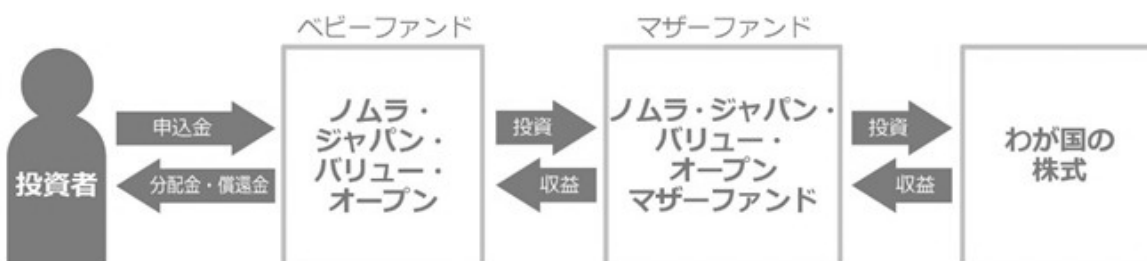 ベビーファンド
マザーファンド
投資者
申込金
分配金・償還金
ノムラ・
ジャパン・
バリュー・
オープン
投資
収益
ノムラ・ジャパン・
バリュー・
オープン
マザーファンド
投資
収益
わが国の
株式